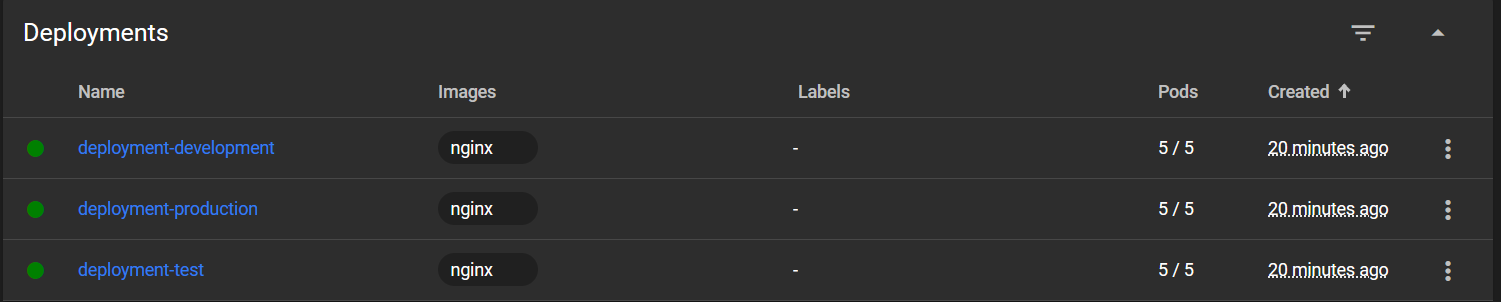 Deployments
Name Images Labels Pods Created
deployment-development nginx - 5 / 5 20 minutes ago
deployment-production nginx - 5 / 5 20 minutes ago
deployment-test nginx - 5 / 5 20 minutes ago